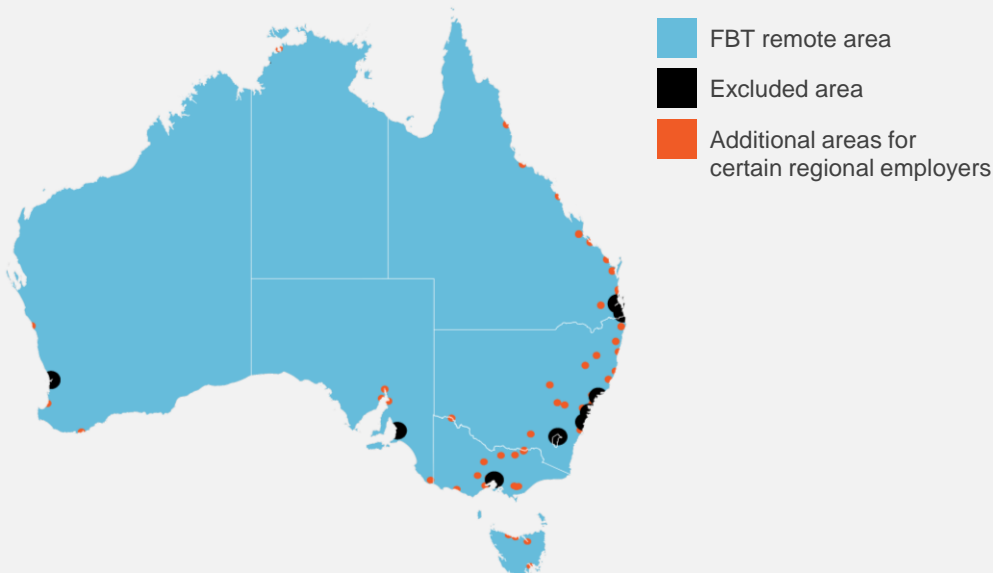 FBT remote area
Excluded area
Additional areas for
certain regional employers